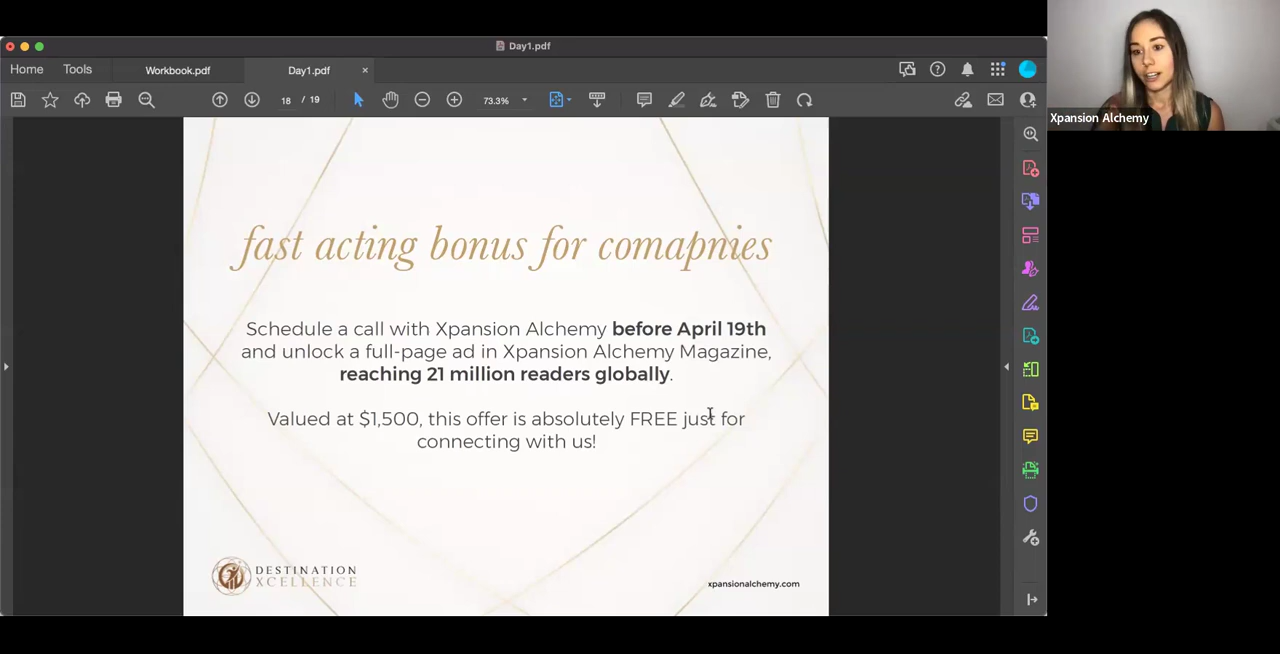 Day1.pdf
Home
Tools
Workbook.pdf
Day1.pdf
18 / 19
73.3%
Xpansion Alchemy
fast acting bonus for comapnies
Schedule a call with Xpansion Alchemy before April 19th
and unlock a full-page ad in Xpansion Alchemy Magazine,
reaching 21 million readers globally.
Valued at $1,500, this offer is absolutely FREE just for
connecting with us!
DESTINATION
XCELLENCE
xpansionalchemy.com